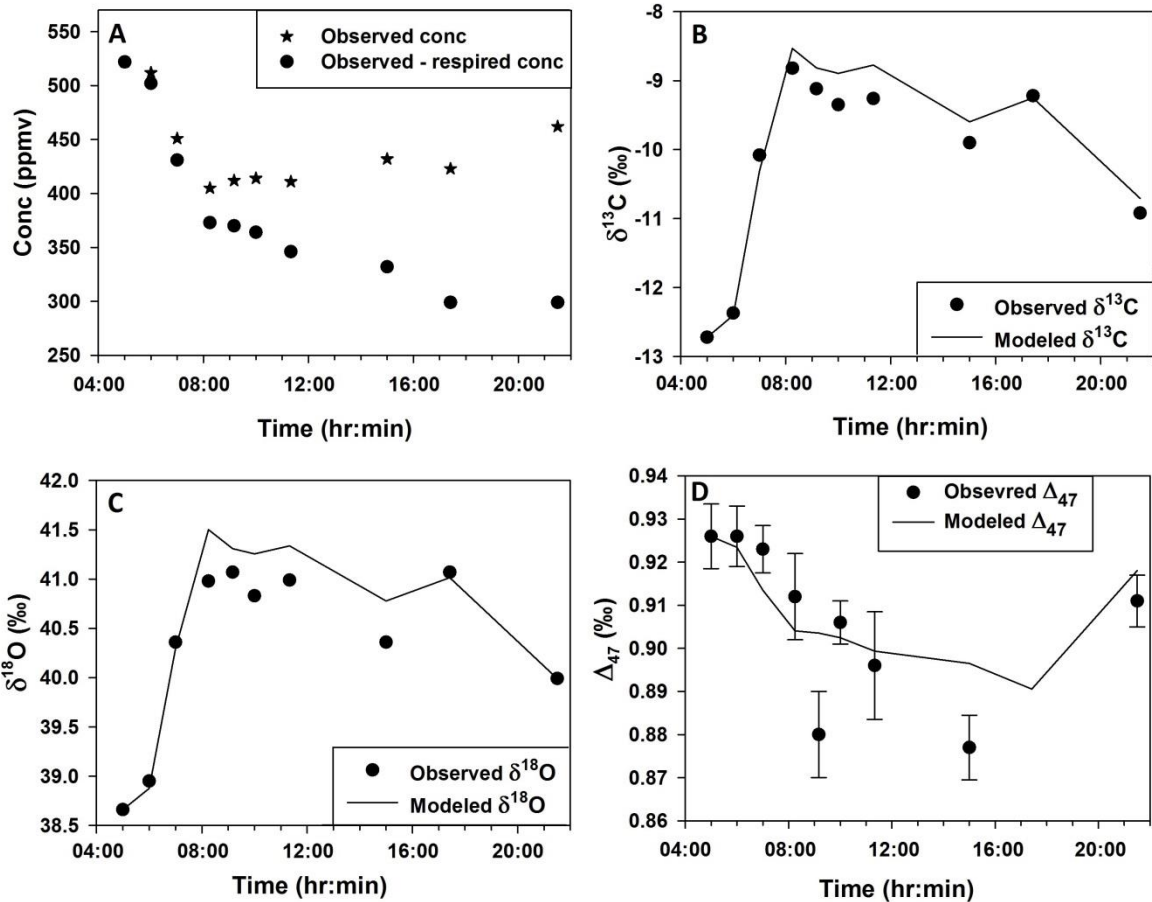 A
Observed conc
Observed - respired conc
550
500
450
400
350
300
250
Conc (ppmv)
04:00 08:00 12:00 16:00 20:00
Time (hr:min)
B
-8
-9
-10
-11
-12
-13
δ13C (‰)
Observed δ13C
Modeled δ13C
04:00 08:00 12:00 16:00 20:00
Time (hr:min)
C
42.0
41.5
41.0
40.5
40.0
39.5
39.0
38.5
δ18O (‰)
Observed δ18O
Modeled δ18O
04:00 08:00 12:00 16:00 20:00
Time (hr:min)
D
Obsevred Δ47
Modeled Δ47
0.94
0.93
0.92
0.91
0.90
0.89
0.88
0.87
0.86
Δ47 (‰)
04:00 08:00 12:00 16:00 20:00
Time (hr:min)